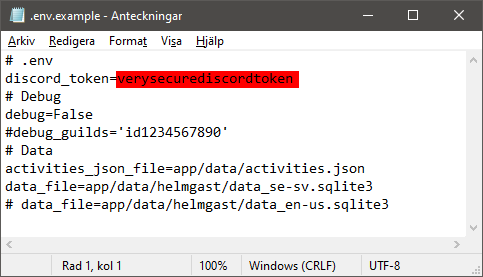 .env.example - Anteckningar
Arkiv Redigera Format Visa Hjälp
# .env
discord_token=verysecurediscordtoken
# Debug
debug=False
#debug_guilds='id1234567890'
# Data
activities_json_file=app/data/activities.json
data_file=app/data/helmgast/data_se-sv.sqlite3
# data_file=app/data/helmgast/data_en-us.sqlite3
Rad 1, kol 1 100% Windows (CRLF) UTF-8